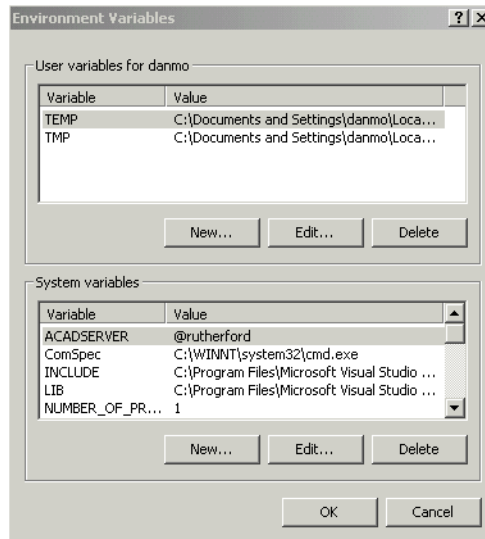 Environment Variables
User variables for danmo
Variable Value
TEMP C:\Documents and Settings\danmo\Loca...
TMP C:\Documents and Settings\danmo\Loca...
New... Edit... Delete
System variables
Variable Value
ACADSERVER @rutherford
ComSpec C:\WINNT\system32\cmd.exe
INCLUDE C:\Program Files\Microsoft Visual Studio ...
LIB C:\Program Files\Microsoft Visual Studio ...
NUMBER_OF_PR... 1
New... Edit... Delete
OK Cancel